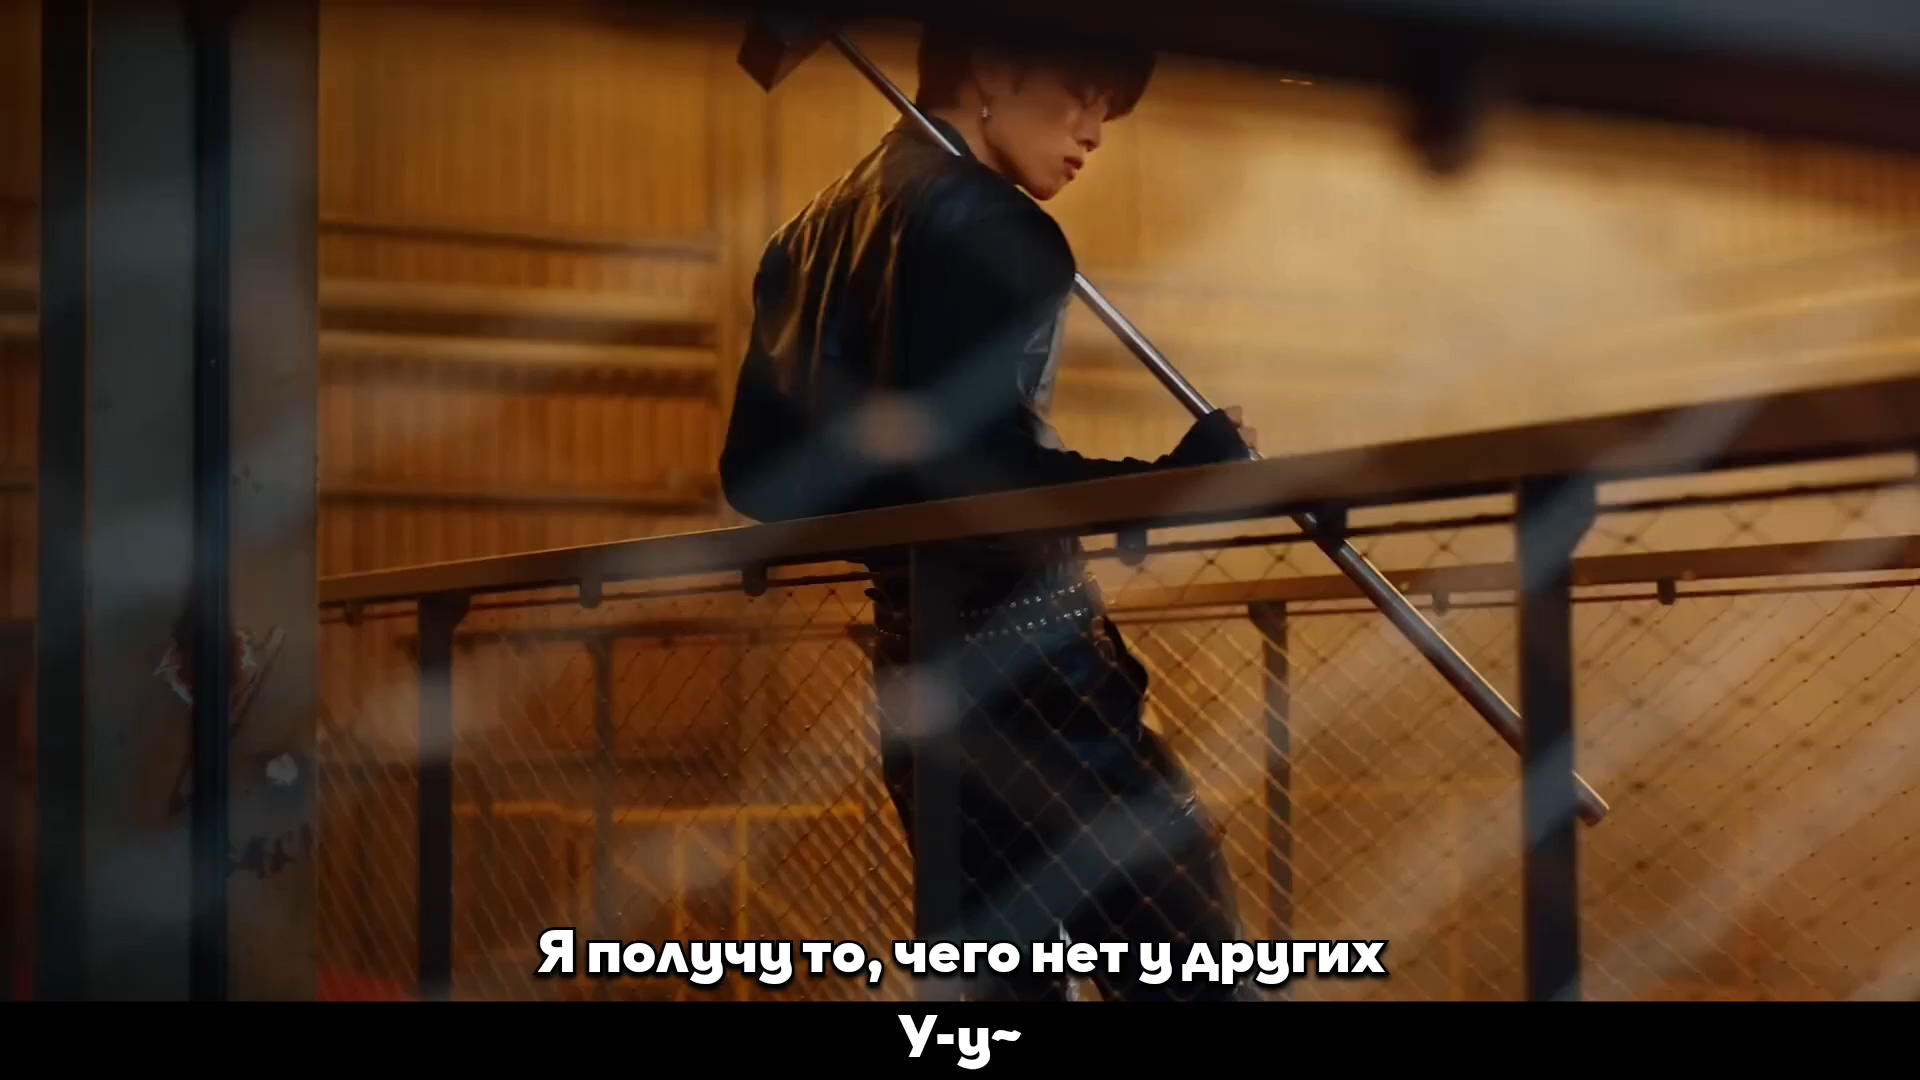 Я получу то, чего нет у других
У-у~